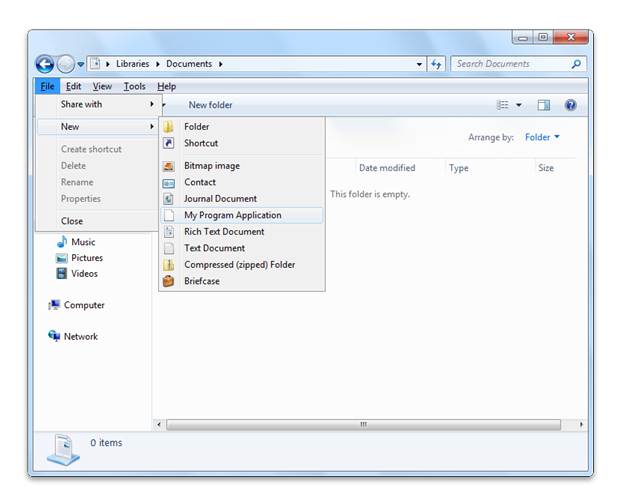 Libraries Documents
Search Documents
File Edit View Tools Help
Share with
New folder
New
Folder
Shortcut
Arrange by: Folder
Create shortcut
Delete
Rename
Properties
Close
Bitmap image
Contact
Journal Document
My Program Application
Rich Text Document
Text Document
Compressed (zipped) Folder
Briefcase
Date modified Type Size
This folder is empty.
Music
Pictures
Videos
Computer
Network
0 items